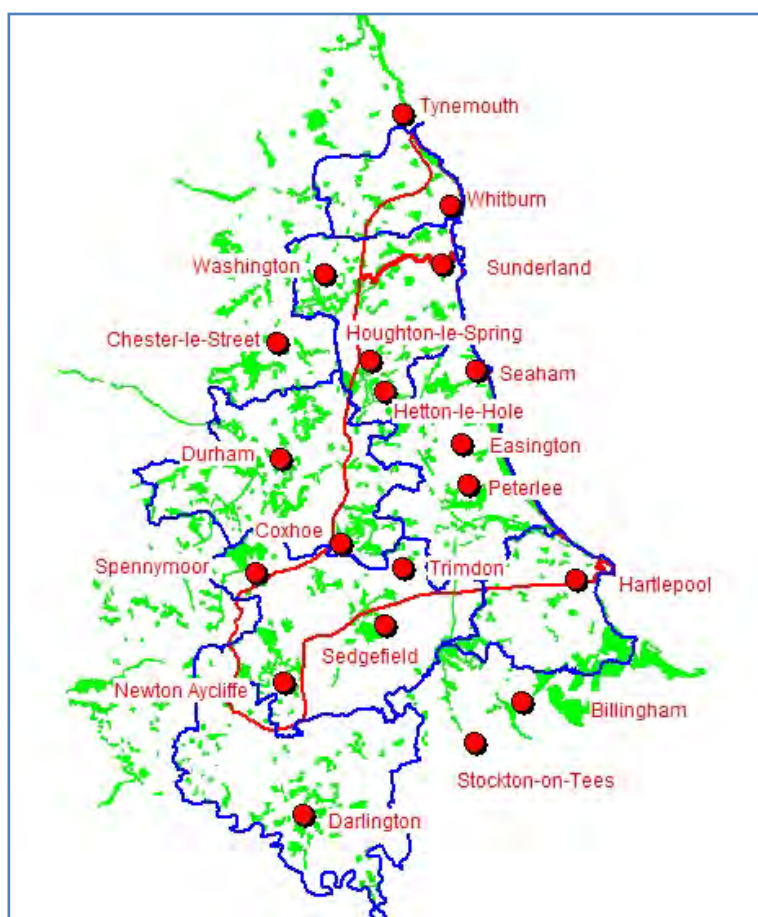 Tynemouth
Whitburn
Washington
Sunderland
Chester-le-Street
Houghton-le-Spring
Seaham
Hetton-le-Hole
Easington
Durham
Peterlee
Coxhoe
Spennymoor
Trimdon
Hartlepool
Sedgefield
Newton Aycliffe
Billingham
Stockton-on-Tees
Darlington